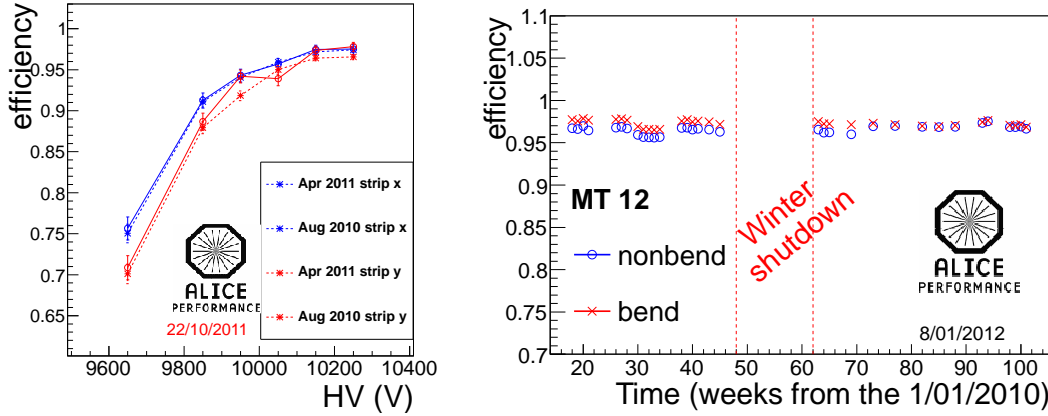 efficiency
1
0.95
0.9
0.85
0.8
0.75
0.7
0.65
9600
9800
10000
10200
10400
HV (V)
ALICE
PERFORMANCE
22/10/2011
Apr 2011 strip x
Aug 2010 strip x
Apr 2011 strip y
Aug 2010 strip y
efficiency
1.1
1.05
1
0.95
0.9
0.85
0.8
0.75
0.7
20
30
40
50
60
70
80
90
100
Time (weeks from the 1/01/2010)
MT 12
nonbend
bend
Winter
shutdown
ALICE
PERFORMANCE
8/01/2012